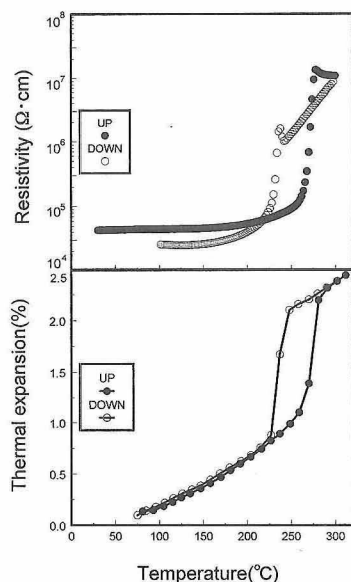 Resistivity (Ω·cm)
10⁸
10⁷
10⁶
10⁵
10⁴
UP
DOWN
Thermal expansion(%)
2.5
2.0
1.5
1.0
0.5
0.0
UP
DOWN
50 100 150 200 250 300
Temperature(℃)